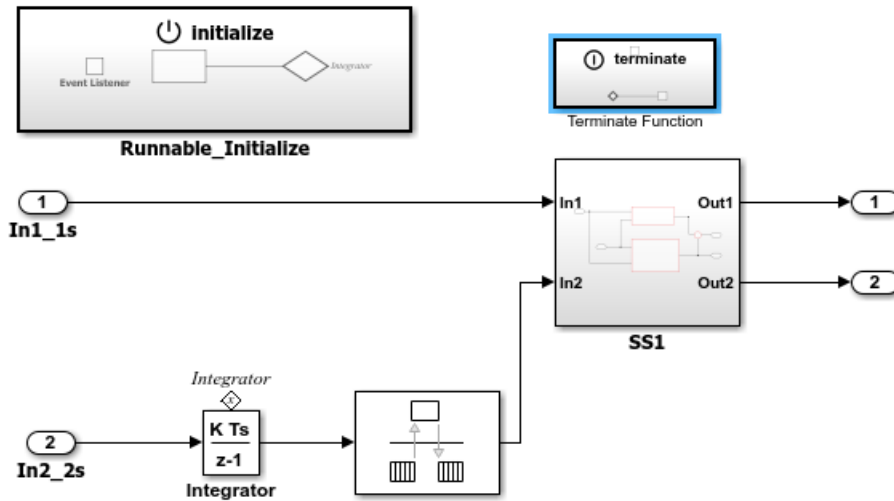 initialize
Event Listener
Integrator
Runnable_Initialize
terminate
Terminate Function
1
In1_1s
In1
Out1
1
In2
Out2
2
SS1
Integrator
x
2
In2_2s
K Ts
z-1
Integrator